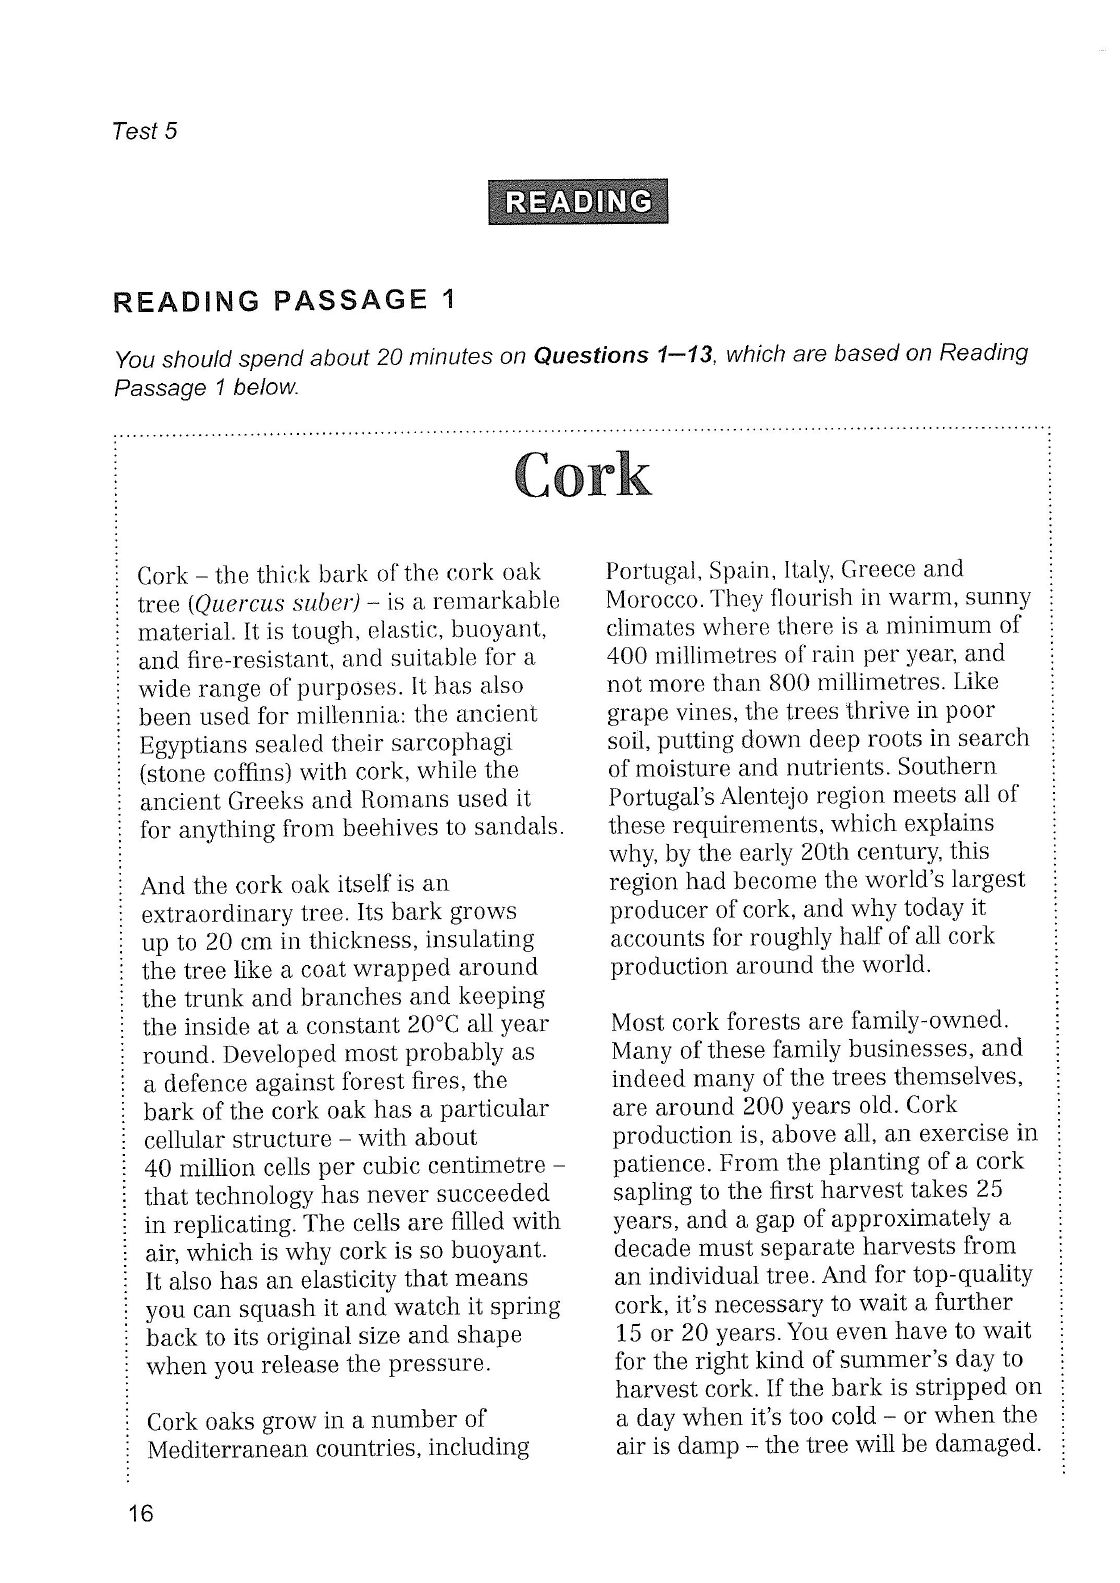 Test 5
READING
READING PASSAGE 1
You should spend about 20 minutes on Questions 1–13, which are based on Reading
Passage 1 below.
Cork
Cork – the thick bark of the cork oak
tree (Quercus suber) – is a remarkable
material. It is tough, elastic, buoyant,
and fire-resistant, and suitable for a
wide range of purposes. It has also
been used for millennia: the ancient
Egyptians sealed their sarcophagi
(stone coffins) with cork, while the
ancient Greeks and Romans used it
for anything from beehives to sandals.
And the cork oak itself is an
extraordinary tree. Its bark grows
up to 20 cm in thickness, insulating
the tree like a coat wrapped around
the trunk and branches and keeping
the inside at a constant 20°C all year
round. Developed most probably as
a defence against forest fires, the
bark of the cork oak has a particular
cellular structure – with about
40 million cells per cubic centimetre –
that technology has never succeeded
in replicating. The cells are filled with
air, which is why cork is so buoyant.
It also has an elasticity that means
you can squash it and watch it spring
back to its original size and shape
when you release the pressure.
Cork oaks grow in a number of
Mediterranean countries, including
Portugal, Spain, Italy, Greece and
Morocco. They flourish in warm, sunny
climates where there is a minimum of
400 millimetres of rain per year, and
not more than 800 millimetres. Like
grape vines, the trees thrive in poor
soil, putting down deep roots in search
of moisture and nutrients. Southern
Portugal's Alentejo region meets all of
these requirements, which explains
why, by the early 20th century, this
region had become the world's largest
producer of cork, and why today it
accounts for roughly half of all cork
production around the world.
Most cork forests are family-owned.
Many of these family businesses, and
indeed many of the trees themselves,
are around 200 years old. Cork
production is, above all, an exercise in
patience. From the planting of a cork
sapling to the first harvest takes 25
years, and a gap of approximately a
decade must separate harvests from
an individual tree. And for top-quality
cork, it's necessary to wait a further
15 or 20 years. You even have to wait
for the right kind of summer's day to
harvest cork. If the bark is stripped on
a day when it's too cold – or when the
air is damp – the tree will be damaged.
16